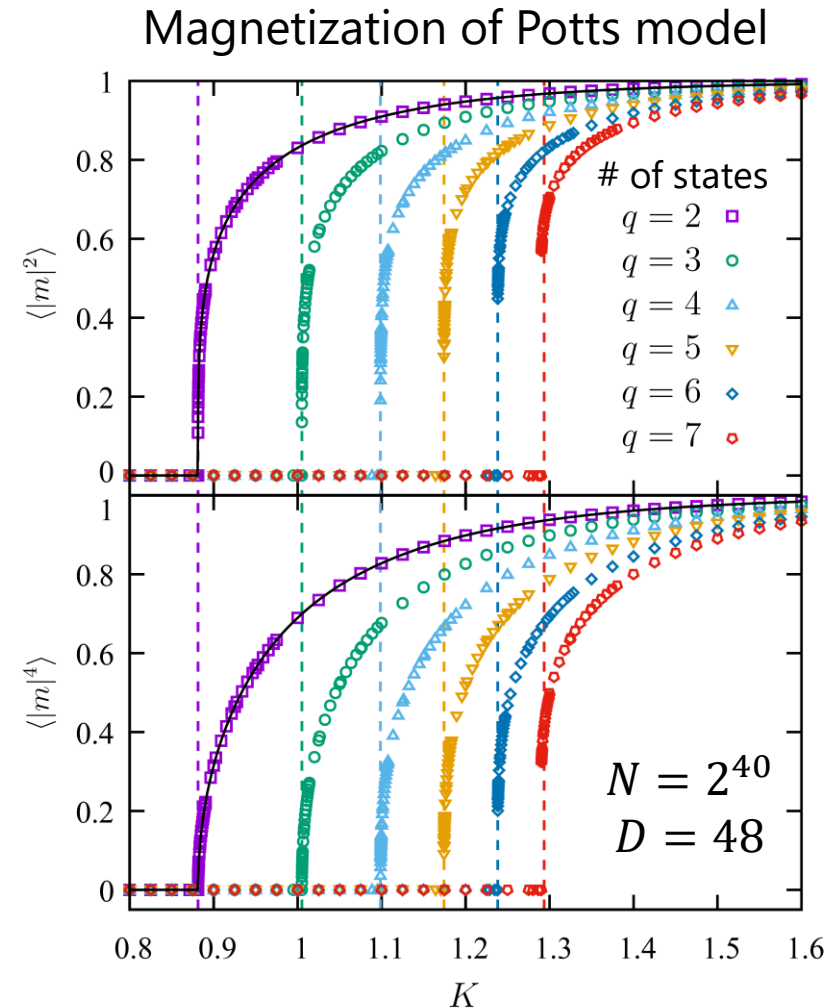 Magnetization of Potts model
1
0.8
0.6
0.4
0.2
0
⟨|m|²⟩
# of states
q = 2
q = 3
q = 4
q = 5
q = 6
q = 7
1
0.8
0.6
0.4
0.2
0
⟨|m|⁴⟩
N = 2⁴⁰
D = 48
0.8 0.9 1 1.1 1.2 1.3 1.4 1.5 1.6
K